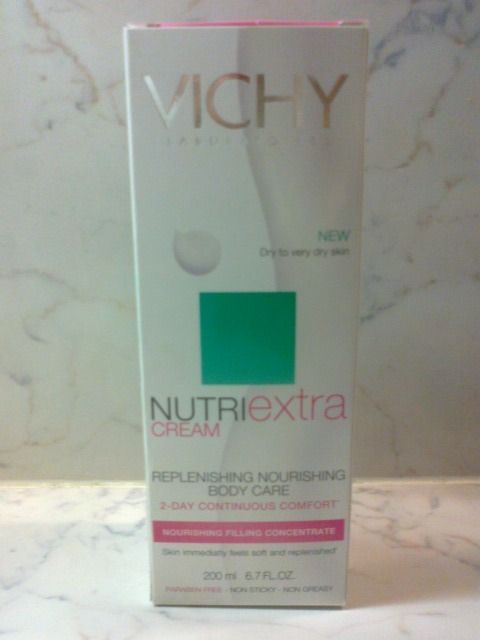 VICHY
LABORATOIRES
NEW
Dry to very dry skin
NUTRIextra
CREAM
REPLENISHING NOURISHING
BODY CARE
2-DAY CONTINUOUS COMFORT*
NOURISHING FILLING CONCENTRATE
Skin immediatly feels soft and replenished*
200 ml 6.7 FL.OZ.
PARABEN FREE - NON STICKY - NON GREASY